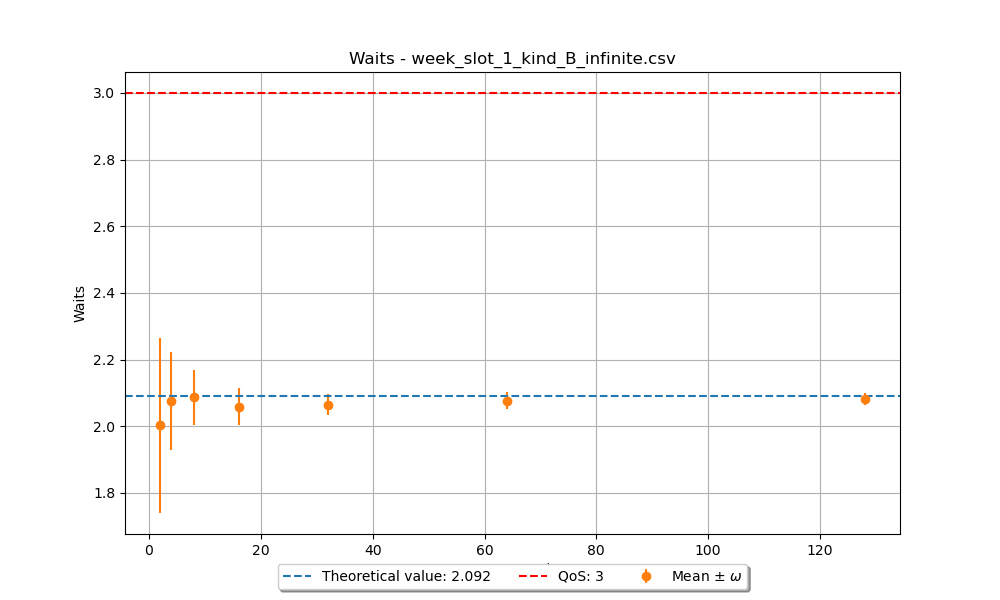 Waits - week_slot_1_kind_B_infinite.csv
3.0
2.8
2.6
2.4
2.2
2.0
1.8
Waits
0 20 40 60 80 100 120
Theoretical value: 2.092 QoS: 3 Mean ± ω